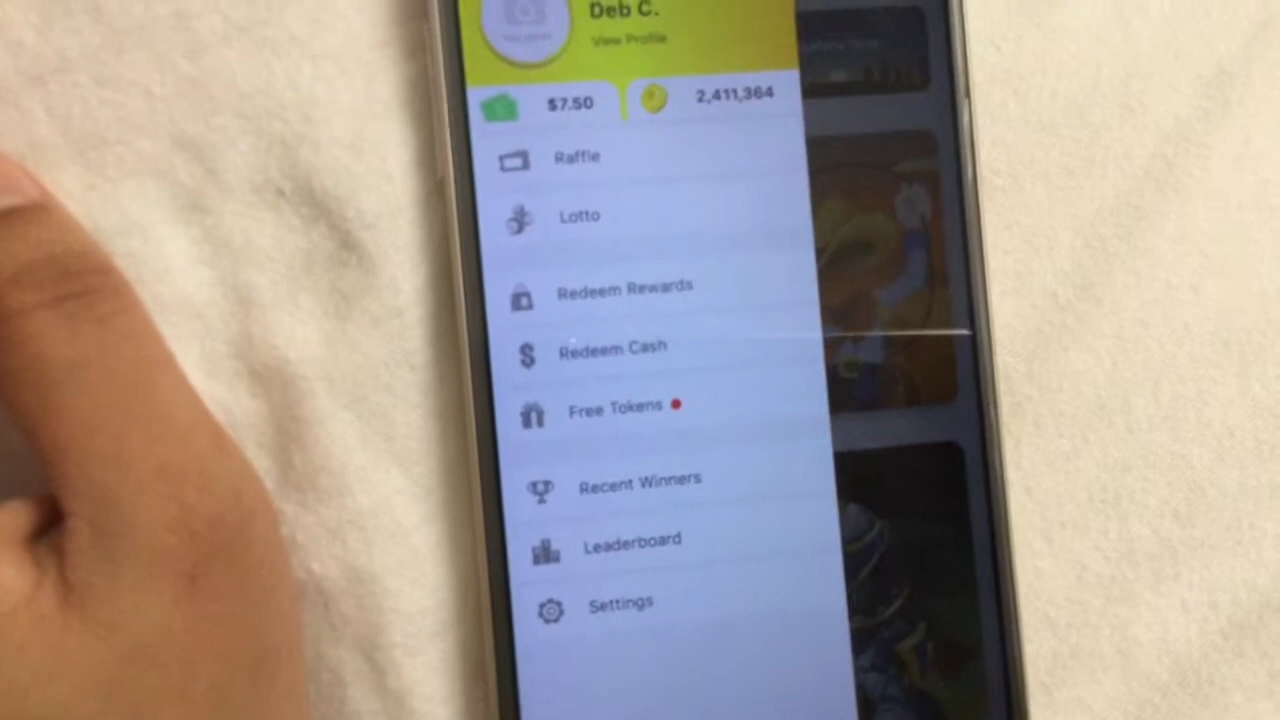 Deb C.
View Profile
$7.50
2,411,364
Raffle
Lotto
Redeem Rewards
Redeem Cash
Free Tokens
Recent Winners
Leaderboard
Settings